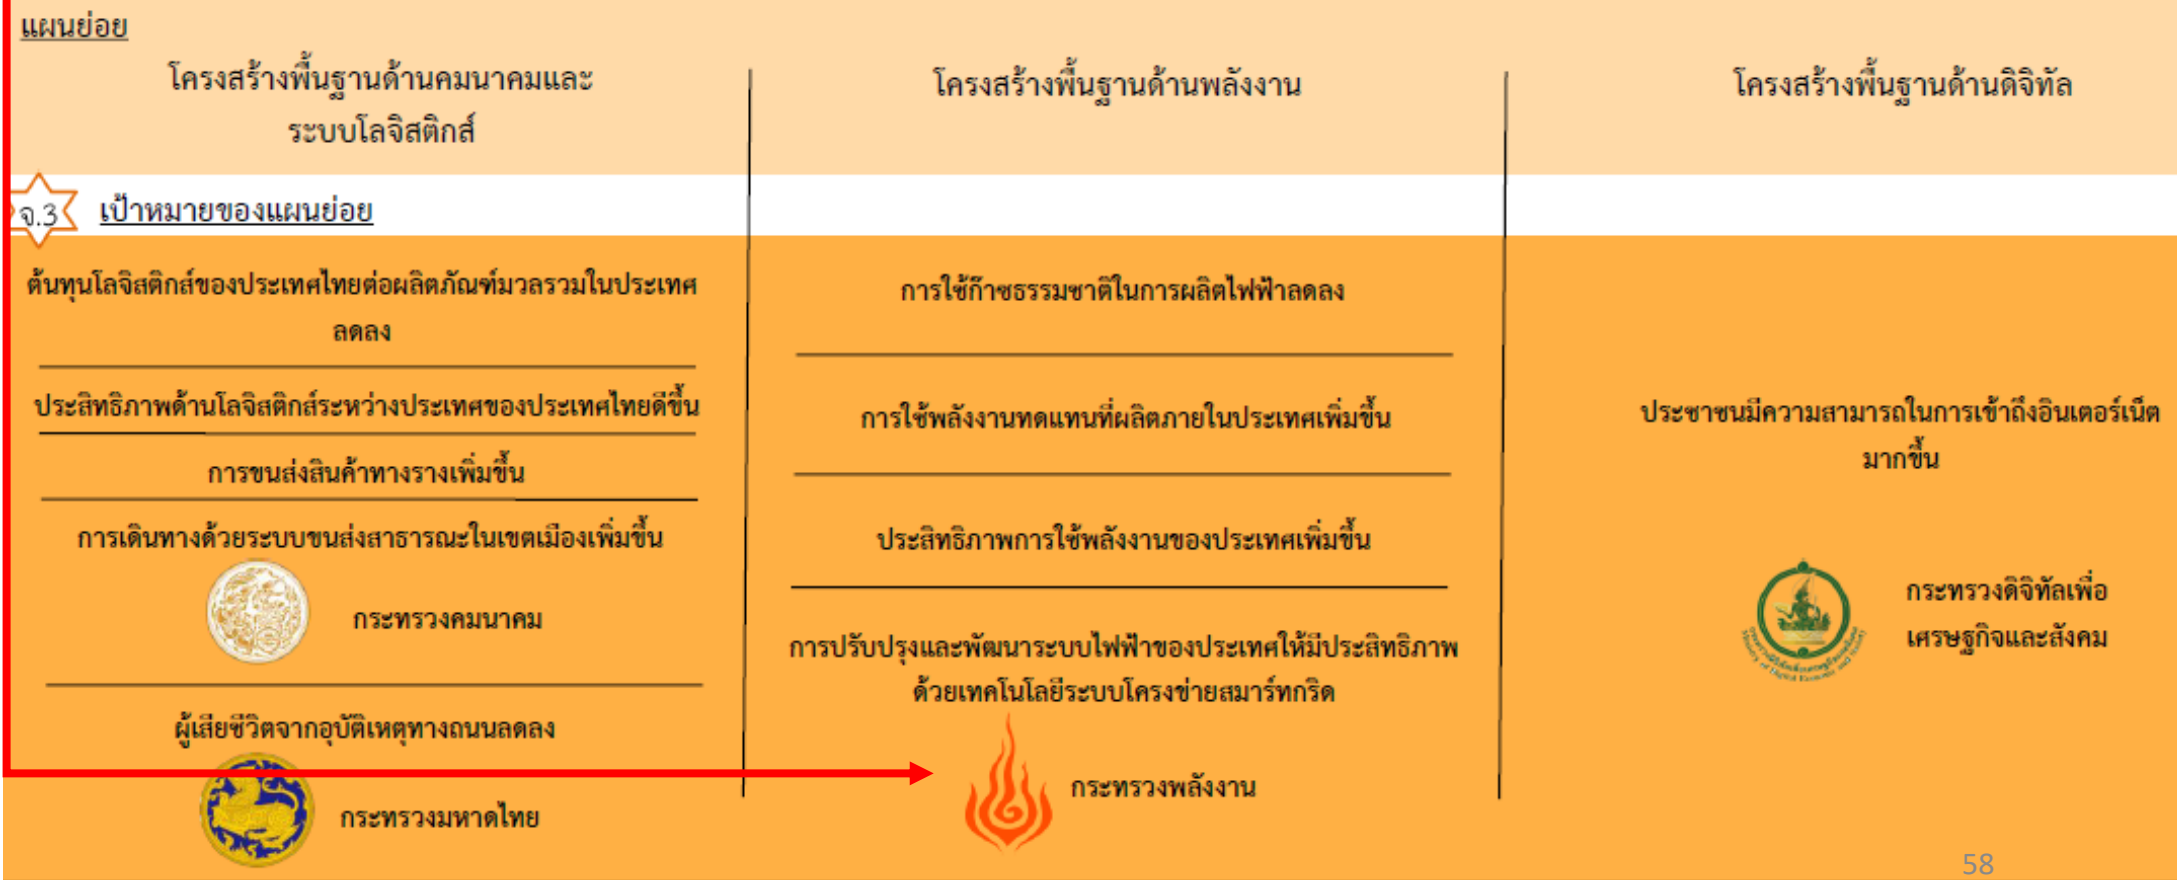 แผนย่อย
โครงสร้างพื้นฐานด้านคมนาคมและ
ระบบโลจิสติกส์
โครงสร้างพื้นฐานด้านพลังงาน
โครงสร้างพื้นฐานด้านดิจิทัล
จ.3
เป้าหมายของแผนย่อย
ต้นทุนโลจิสติกส์ของประเทศไทยต่อผลิตภัณฑ์มวลรวมในประเทศ
ลดลง
ประสิทธิภาพด้านโลจิสติกส์ระหว่างประเทศของประเทศไทยดีขึ้น
การขนส่งสินค้าทางรางเพิ่มขึ้น
การเดินทางด้วยระบบขนส่งสาธารณะในเขตเมืองเพิ่มขึ้น
กระทรวงคมนาคม
ผู้เสียชีวิตจากอุบัติเหตุทางถนนลดลง
กระทรวงมหาดไทย
การใช้ก๊าซธรรมชาติในการผลิตไฟฟ้าลดลง
การใช้พลังงานทดแทนที่ผลิตภายในประเทศเพิ่มขึ้น
ประสิทธิภาพการใช้พลังงานของประเทศเพิ่มขึ้น
การปรับปรุงและพัฒนาระบบไฟฟ้าของประเทศให้มีประสิทธิภาพ
ด้วยเทคโนโลยีระบบโครงข่ายสมาร์ทกริด
กระทรวงพลังงาน
ประชาชนมีความสามารถในการเข้าถึงอินเตอร์เน็ต
มากขึ้น
กระทรวงดิจิทัลเพื่อ
เศรษฐกิจและสังคม
58